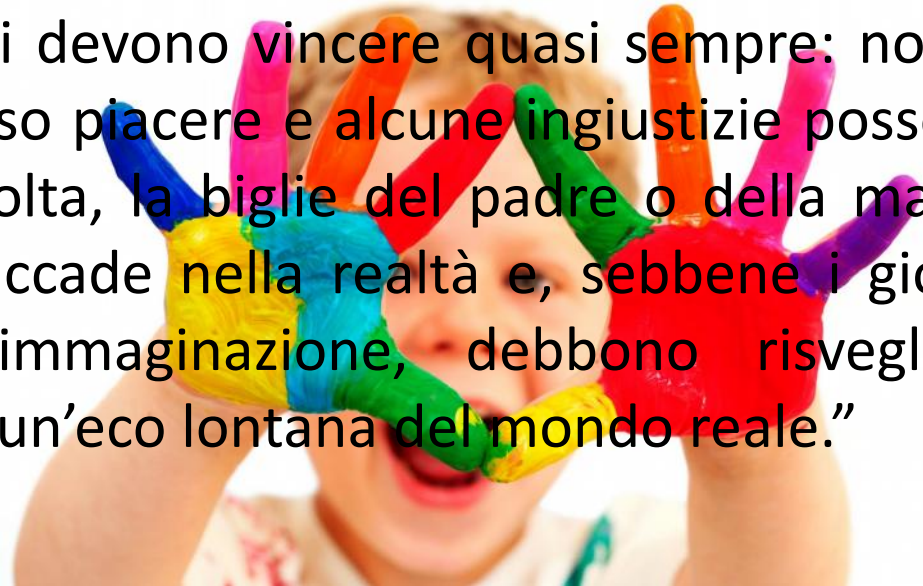 i devono vincere quasi sempre: no
so piacere e alcune ingiustizie poss
olta, la biglie del padre o della ma
ccade nella realtà e, sebbene i gio
immaginazione, debbono risvegl
un’eco lontana del mondo reale.”